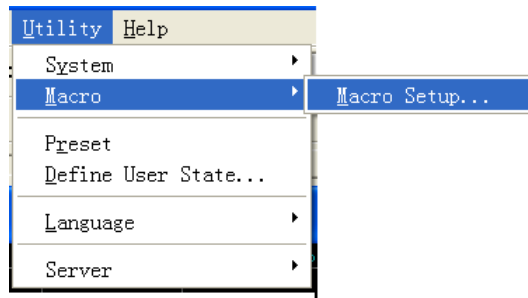 Utility Help
System
Macro
Macro Setup...
Preset
Define User State...
Language
Server